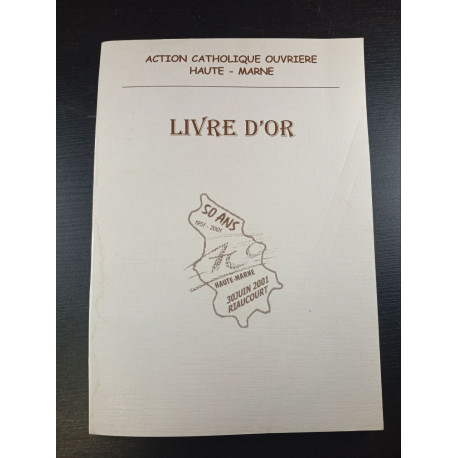 ACTION CATHOLIQUE OUVRIERE
HAUTE - MARNE
LIVRE D'OR
50 ANS
1951 - 2001
HAUTE-MARNE
30 JUIN 2001
RIAUCOURT